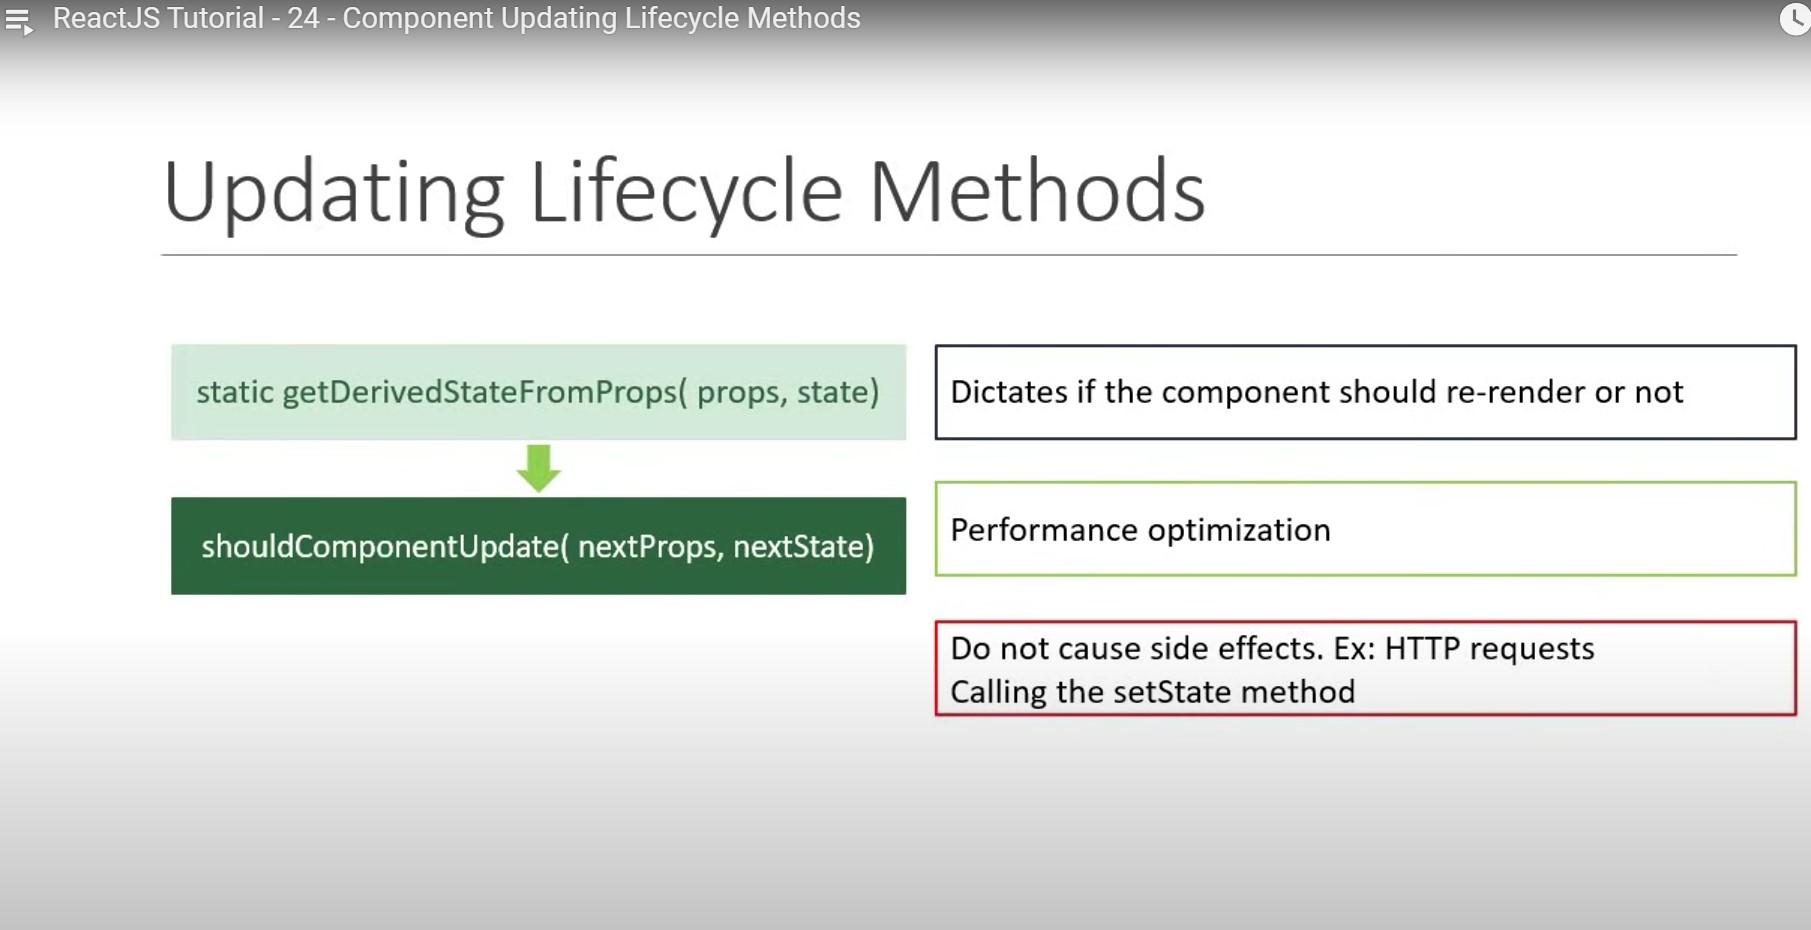 ReactJS Tutorial - 24 - Component Updating Lifecycle Methods
Updating Lifecycle Methods
static getDerivedStateFromProps( props, state)
Dictates if the component should re-render or not
shouldComponentUpdate( nextProps, nextState)
Performance optimization
Do not cause side effects. Ex: HTTP requests
Calling the setState method